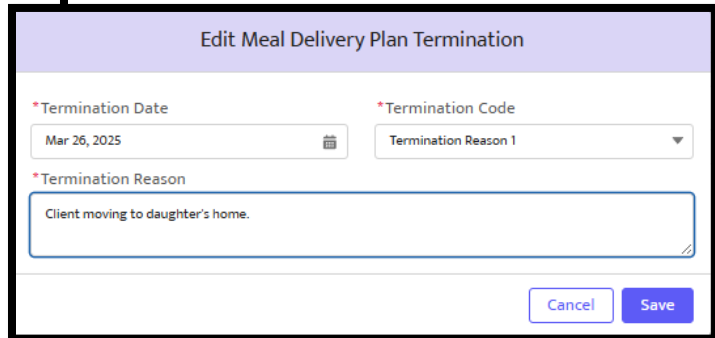 Edit Meal Delivery Plan Termination
*Termination Date
*Termination Code
Mar 26, 2025
Termination Reason 1
*Termination Reason
Client moving to daughter's home.
Cancel
Save